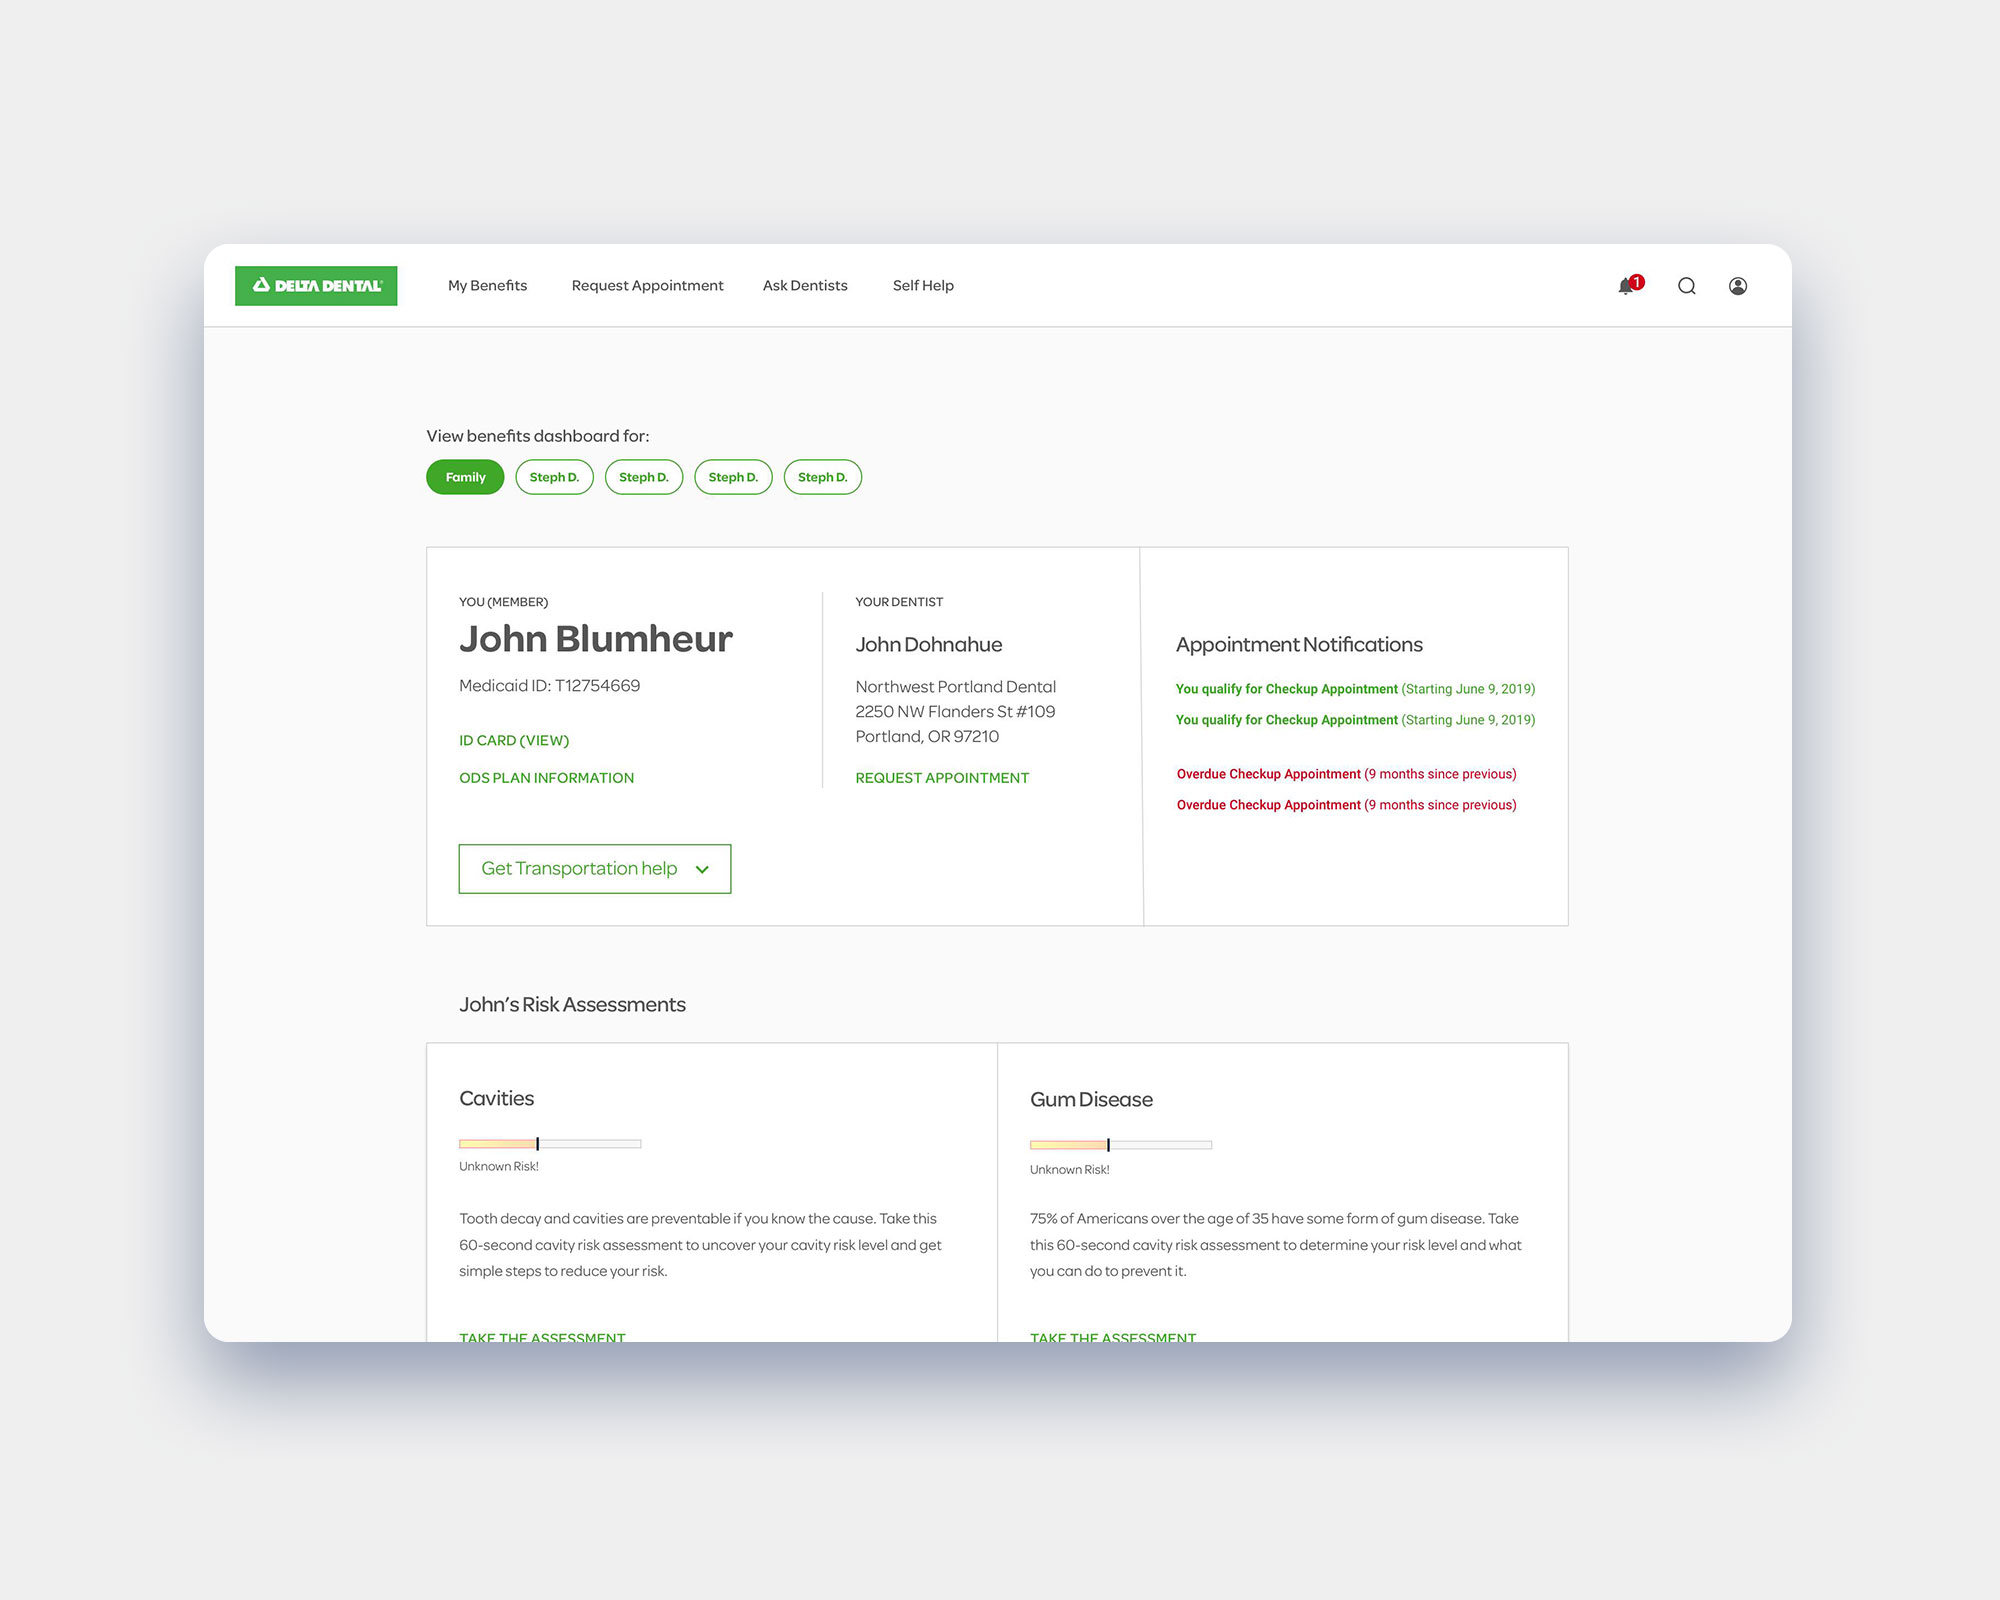 DELTA DENTAL
My Benefits
Request Appointment
Ask Dentists
Self Help
1
View benefits dashboard for:
Family
Steph D.
Steph D.
Steph D.
Steph D.
YOU (MEMBER)
John Blumheur
Medicaid ID: T12754669
ID CARD (VIEW)
ODS PLAN INFORMATION
Get Transportation help
YOUR DENTIST
John Dohnahue
Northwest Portland Dental
2250 NW Flanders St #109
Portland, OR 97210
REQUEST APPOINTMENT
Appointment Notifications
You qualify for Checkup Appointment (Starting June 9, 2019)
You qualify for Checkup Appointment (Starting June 9, 2019)
Overdue Checkup Appointment (9 months since previous)
Overdue Checkup Appointment (9 months since previous)
John’s Risk Assessments
Cavities
Unknown Risk!
Tooth decay and cavities are preventable if you know the cause. Take this
60-second cavity risk assessment to uncover your cavity risk level and get
simple steps to reduce your risk.
TAKE THE ASSESSMENT
Gum Disease
Unknown Risk!
75% of Americans over the age of 35 have some form of gum disease. Take
this 60-second cavity risk assessment to determine your risk level and what
you can do to prevent it.
TAKE THE ASSESSMENT